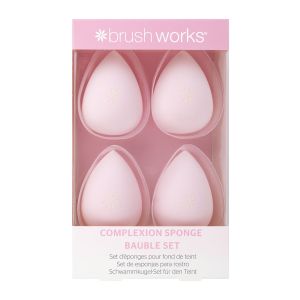 brushworks®
COMPLEXION SPONGE
BAUBLE SET
Set d'éponges pour fond de teint
Set de esponjas para rostro
Schwammkugel-Set für den Teint